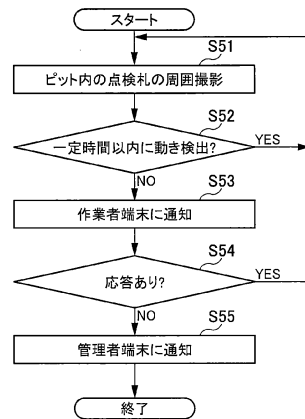 スタート
S51
ピット内の点検札の周囲撮影
S52
一定時間以内に動き検出?
YES
NO
S53
作業者端末に通知
S54
応答あり?
YES
NO
S55
管理者端末に通知
終了